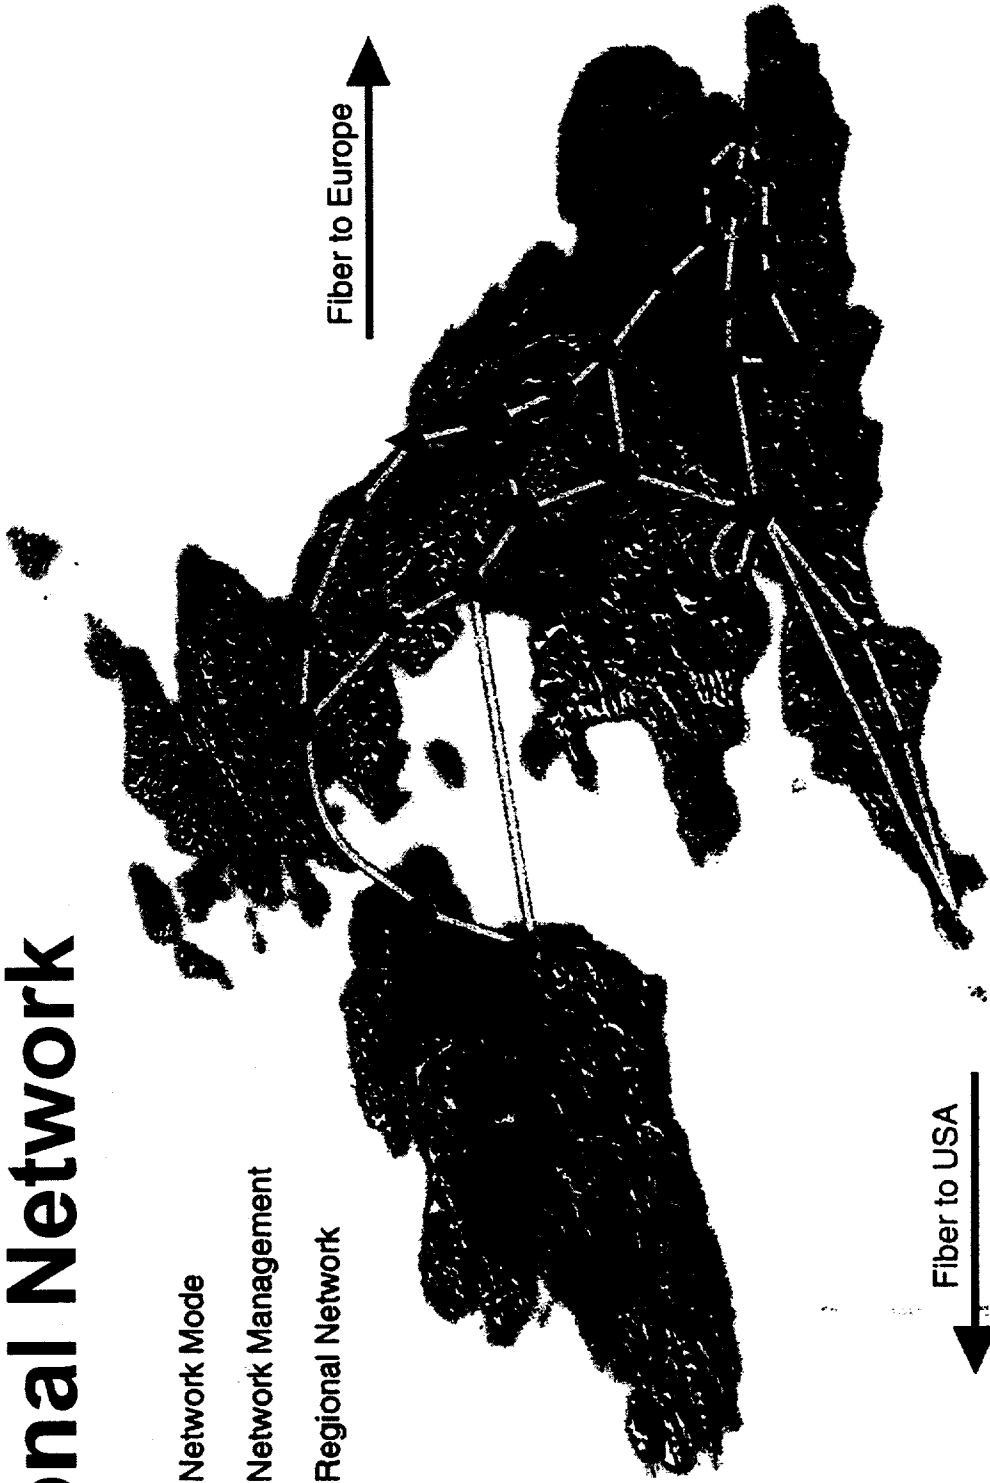 onal Network
Network Mode
Network Management
Regional Network
Fiber to Europe
Fiber to USA